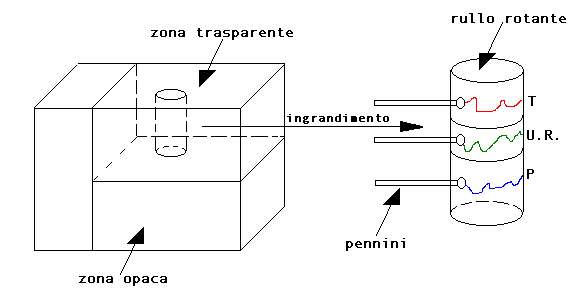 rullo rotante
zona trasparente
T
ingrandimento
U.R.
P
pennini
zona opaca